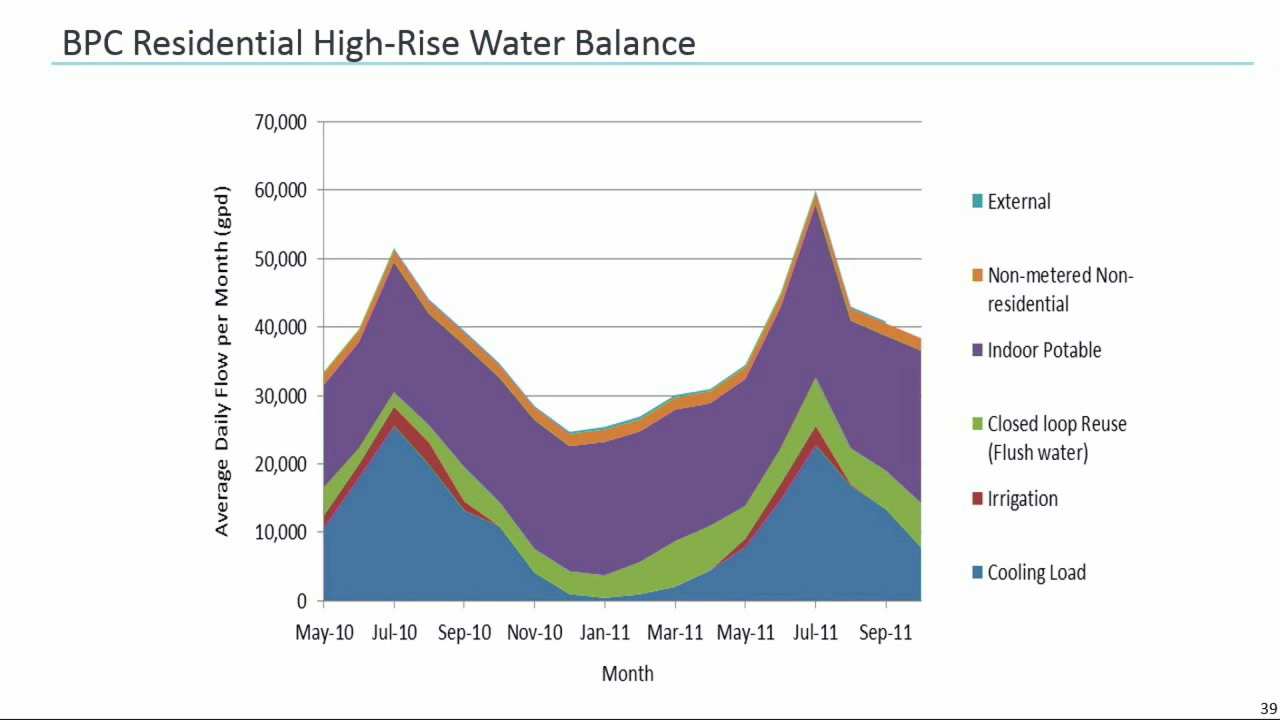 BPC Residential High-Rise Water Balance
70,000
60,000
50,000
40,000
30,000
20,000
10,000
0
Average Daily Flow per Month (gpd)
May-10 Jul-10 Sep-10 Nov-10 Jan-11 Mar-11 May-11 Jul-11 Sep-11
Month
External
Non-metered Non-
residential
Indoor Potable
Closed loop Reuse
(Flush water)
Irrigation
Cooling Load
39